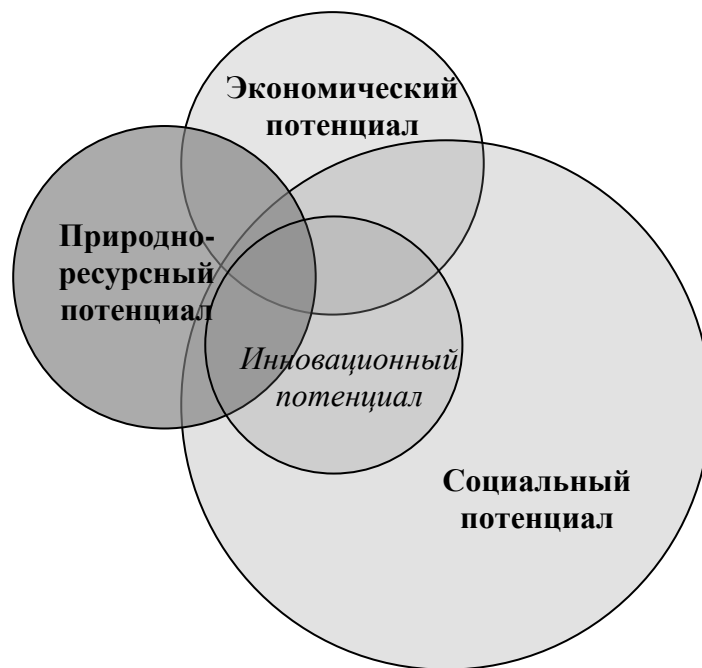 Экономический
потенциал
Природно-
ресурсный
потенциал
Инновационный
потенциал
Социальный
потенциал